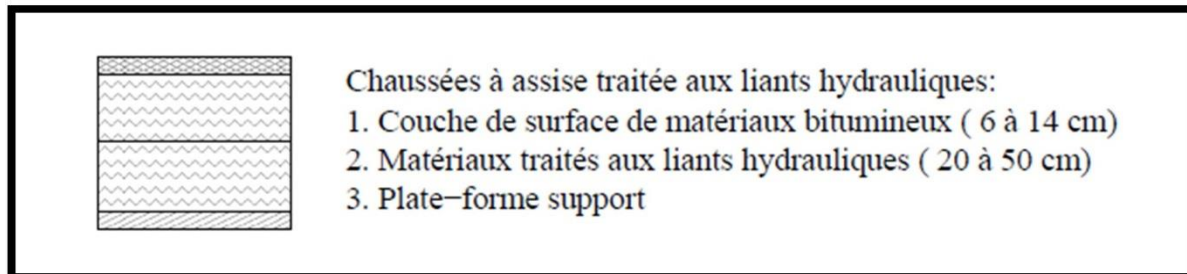 Chaussées à assise traitée aux liants hydrauliques:
1. Couche de surface de matériaux bitumineux ( 6 à 14 cm)
2. Matériaux traités aux liants hydrauliques ( 20 à 50 cm)
3. Plate−forme support